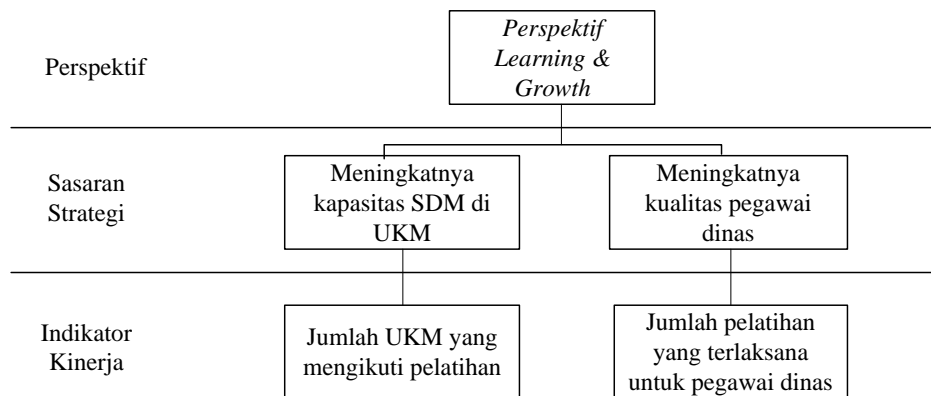 Perspektif
Perspektif
Learning &
Growth
Sasaran
Strategi
Meningkatnya
kapasitas SDM di
UKM
Meningkatnya
kualitas pegawai
dinas
Indikator
Kinerja
Jumlah UKM yang
mengikuti pelatihan
Jumlah pelatihan
yang terlaksana
untuk pegawai dinas